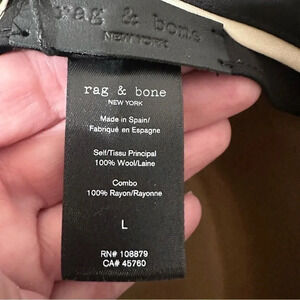 rag & bone
NEW YORK
rag & bone
NEW YORK
Made in Spain/
Fabriqué en Espagne
Self/Tissu Principal
100% Wool/Laine
Combo
100% Rayon/Rayonne
L
RN# 108879
CA# 45760